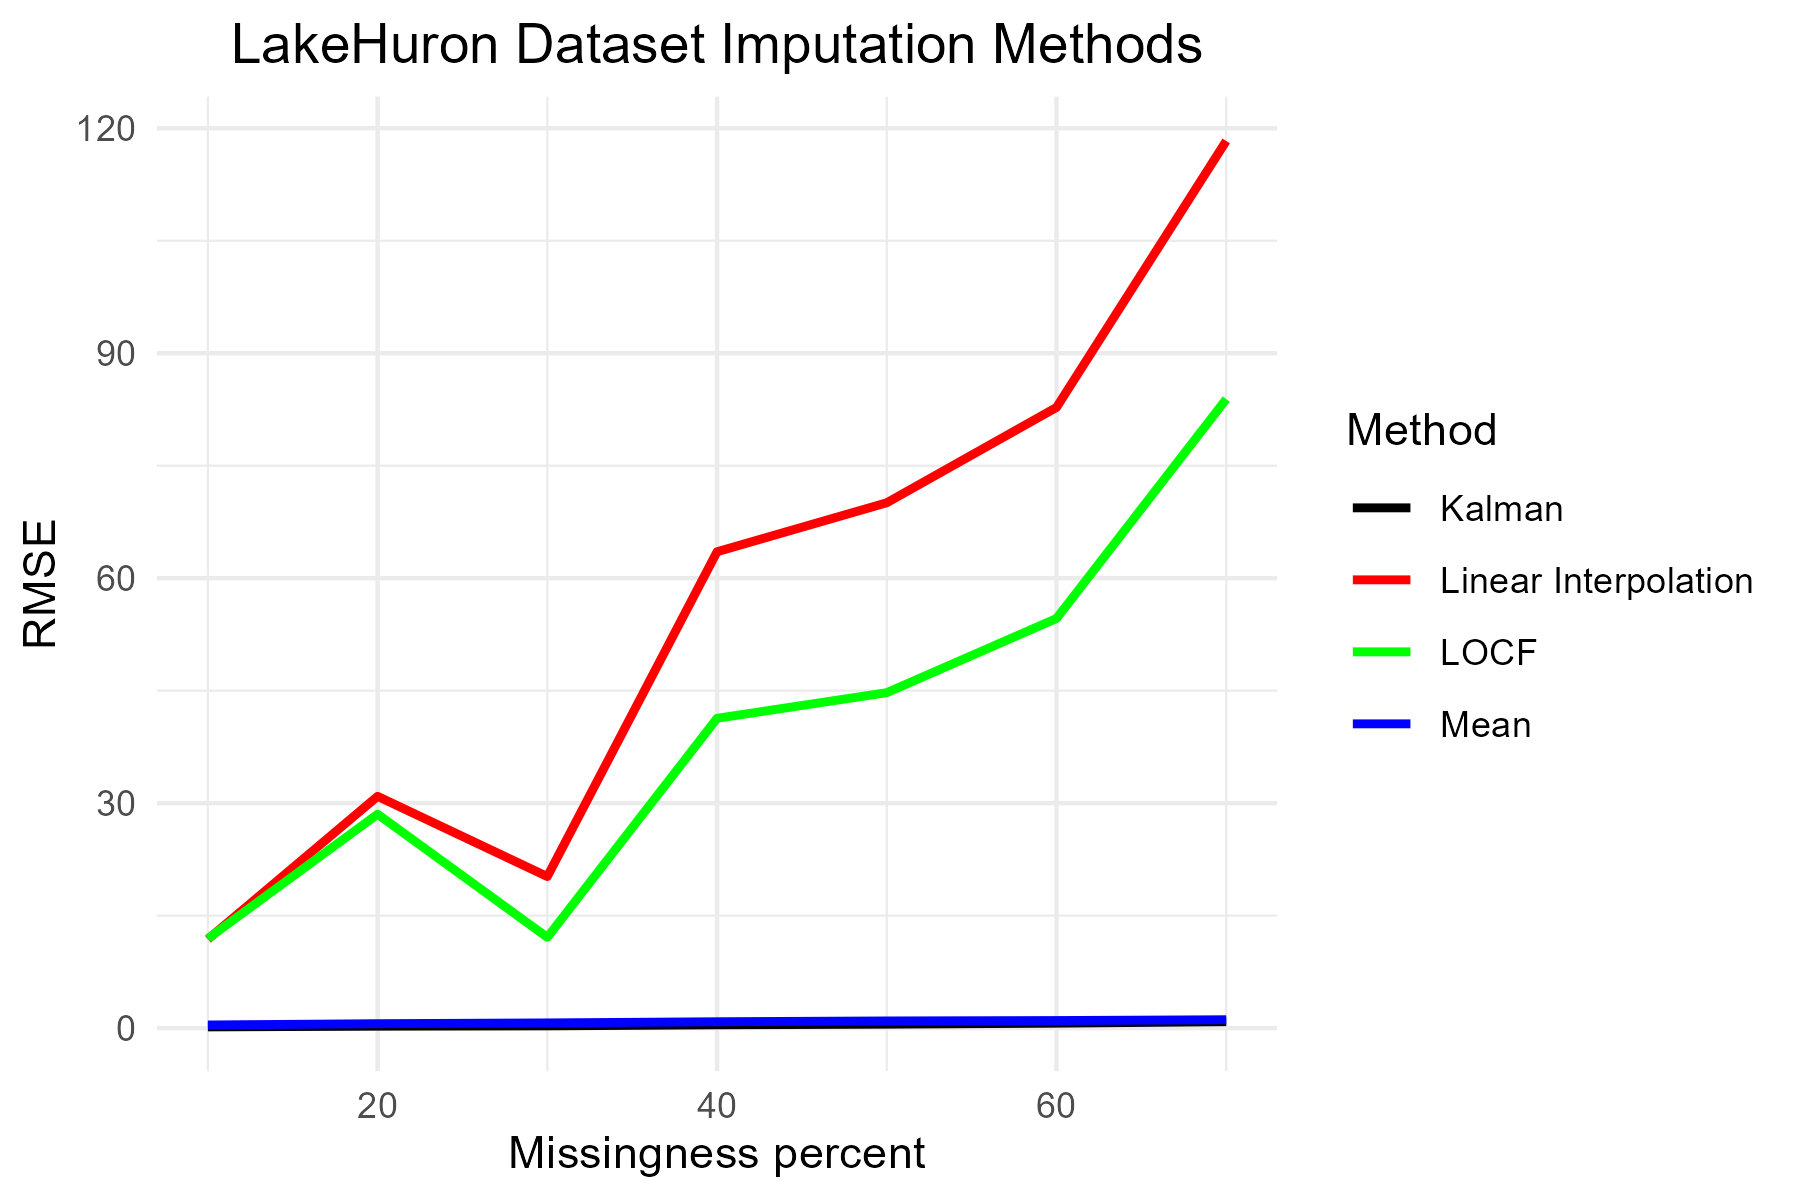 LakeHuron Dataset Imputation Methods
120
90
60
30
0
RMSE
20
40
60
Missingness percent
Method
Kalman
Linear Interpolation
LOCF
Mean